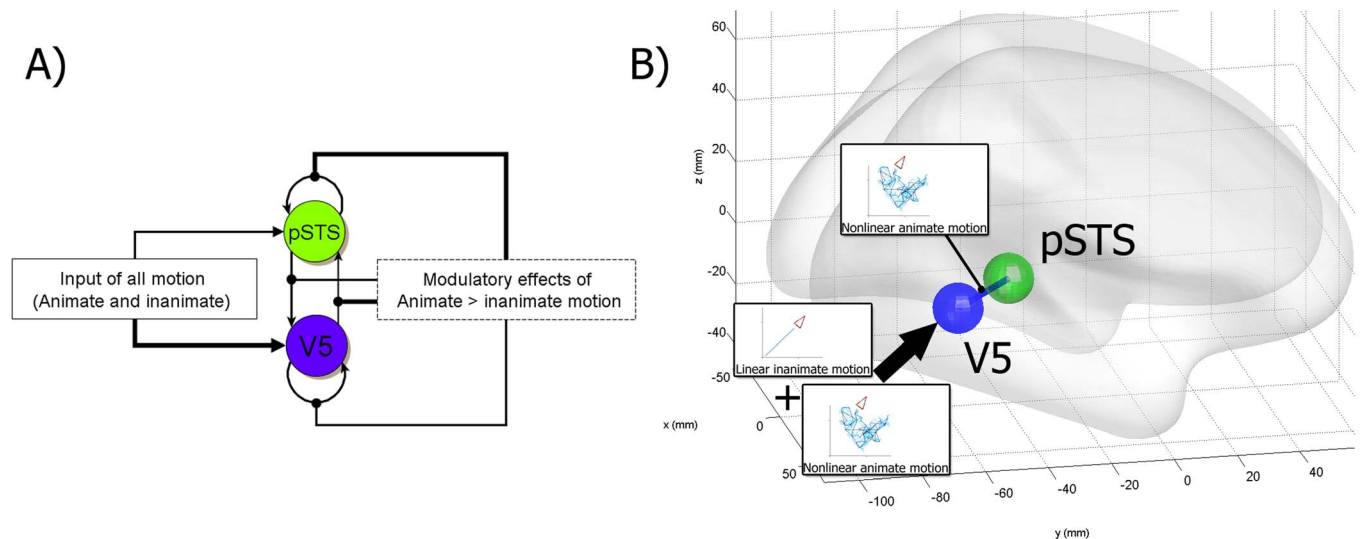 A)
pSTS
Input of all motion
(Animate and inanimate)
Modulatory effects of
Animate > inanimate motion
V5
B)
60
40
20
0
-20
-40
-50
z (mm)
Nonlinear animate motion
pSTS
V5
Linear inanimate motion
+
Nonlinear animate motion
x (mm)
0
50
-100
-80
-60
-40
-20
0
20
40
y (mm)